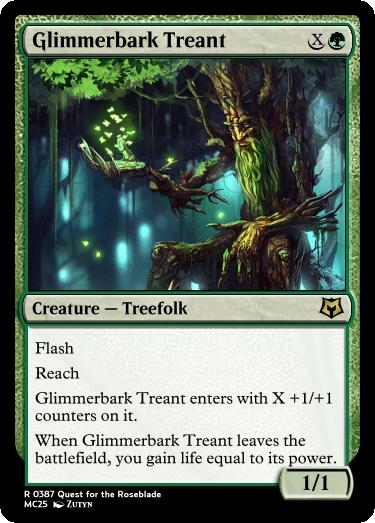 Glimmerbark Treant X
Creature — Treefolk
Flash
Reach
Glimmerbark Treant enters with X +1/+1
counters on it.
When Glimmerbark Treant leaves the
battlefield, you gain life equal to its power.
1/1
R 0387 Quest for the Roseblade
MC25 Zutyn